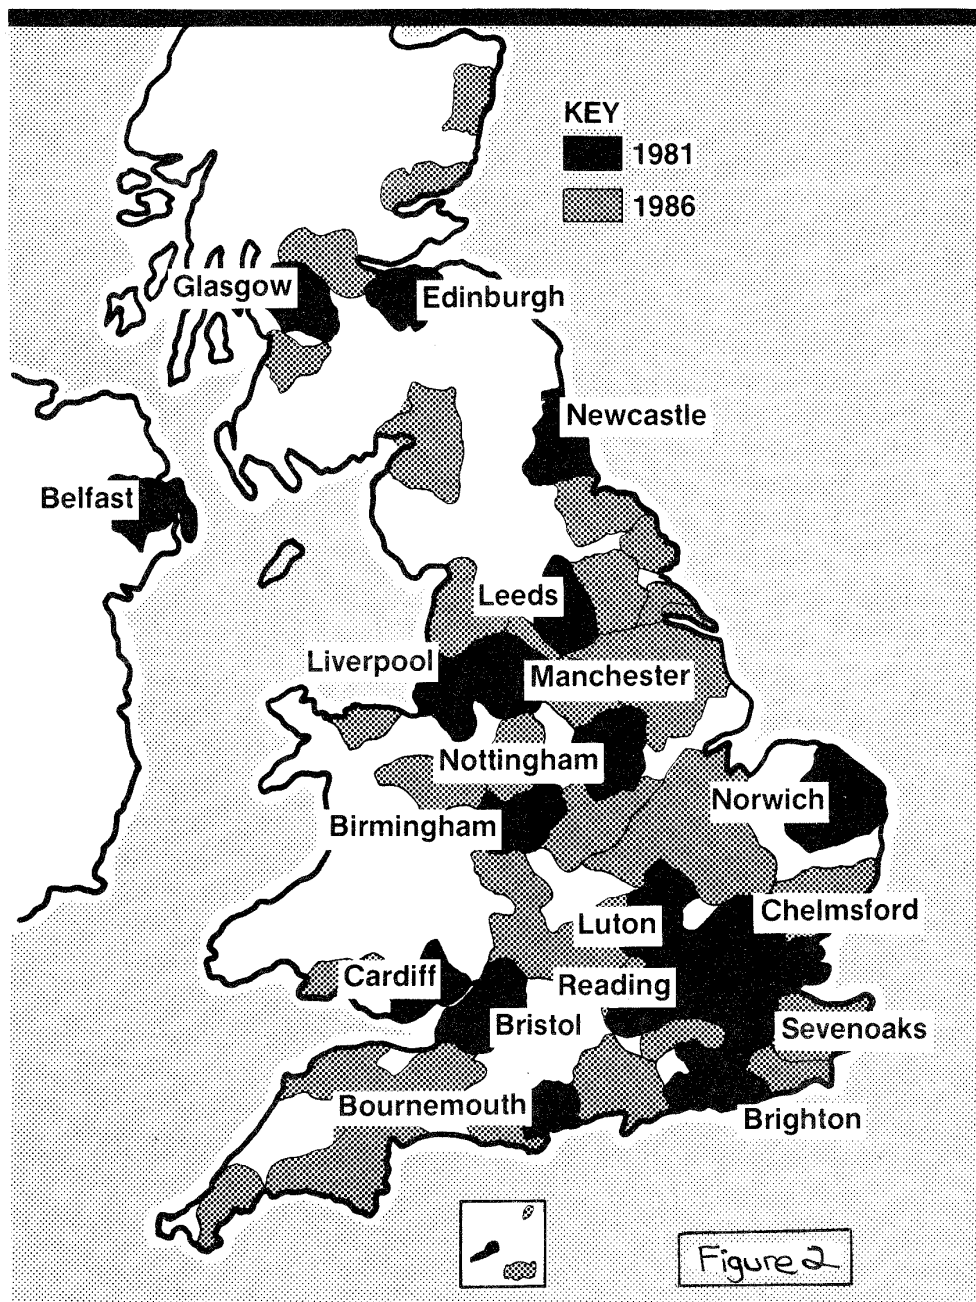 KEY
1981
1986
Glasgow
Edinburgh
Newcastle
Belfast
Leeds
Liverpool
Manchester
Nottingham
Norwich
Birmingham
Chelmsford
Luton
Cardiff
Reading
Bristol
Sevenoaks
Bournemouth
Brighton
Figure 2